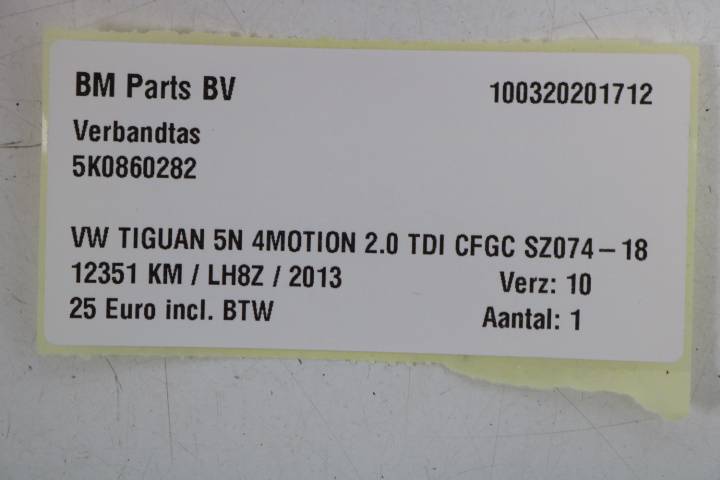 BM Parts BV 100320201712
Verbandtas
5K0860282
VW TIGUAN 5N 4MOTION 2.0 TDI CFGC SZ074-18
12351 KM / LH8Z / 2013 Verz: 10
25 Euro incl. BTW Aantal: 1